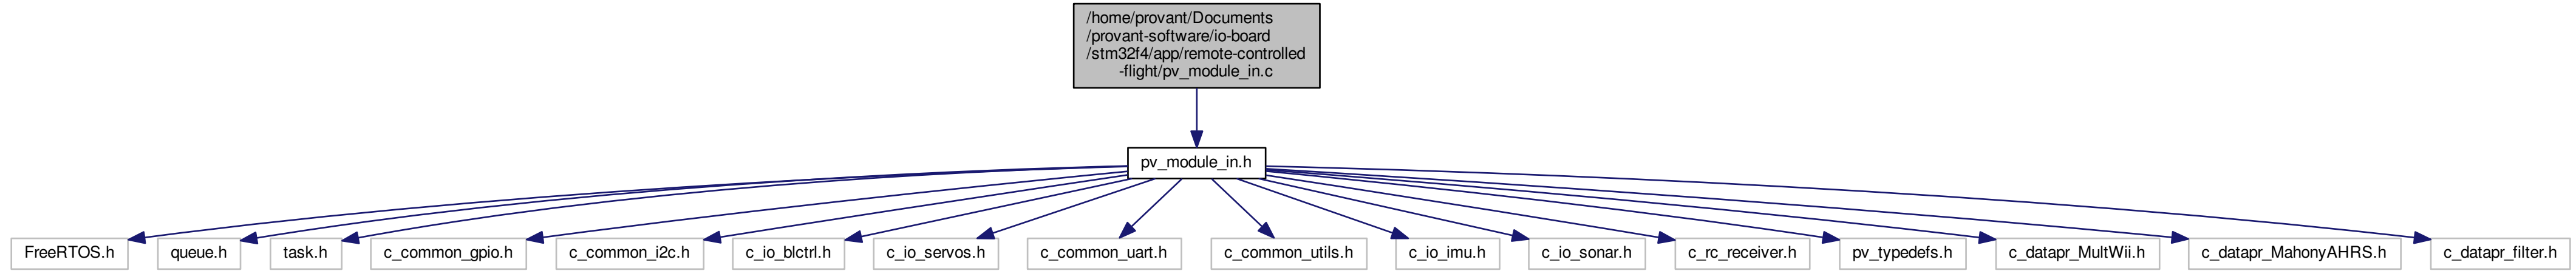 /home/provant/Documents
/provant-software/io-board
/stm32f4/app/remote-controlled
-flight/pv_module_in.c
pv_module_in.h
FreeRTOS.h
queue.h
task.h
c_common_gpio.h
c_common_i2c.h
c_io_blctrl.h
c_io_servos.h
c_common_uart.h
c_common_utils.h
c_io_imu.h
c_io_sonar.h
c_rc_receiver.h
pv_typedefs.h
c_datapr_MultWii.h
c_datapr_MahonyAHRS.h
c_datapr_filter.h